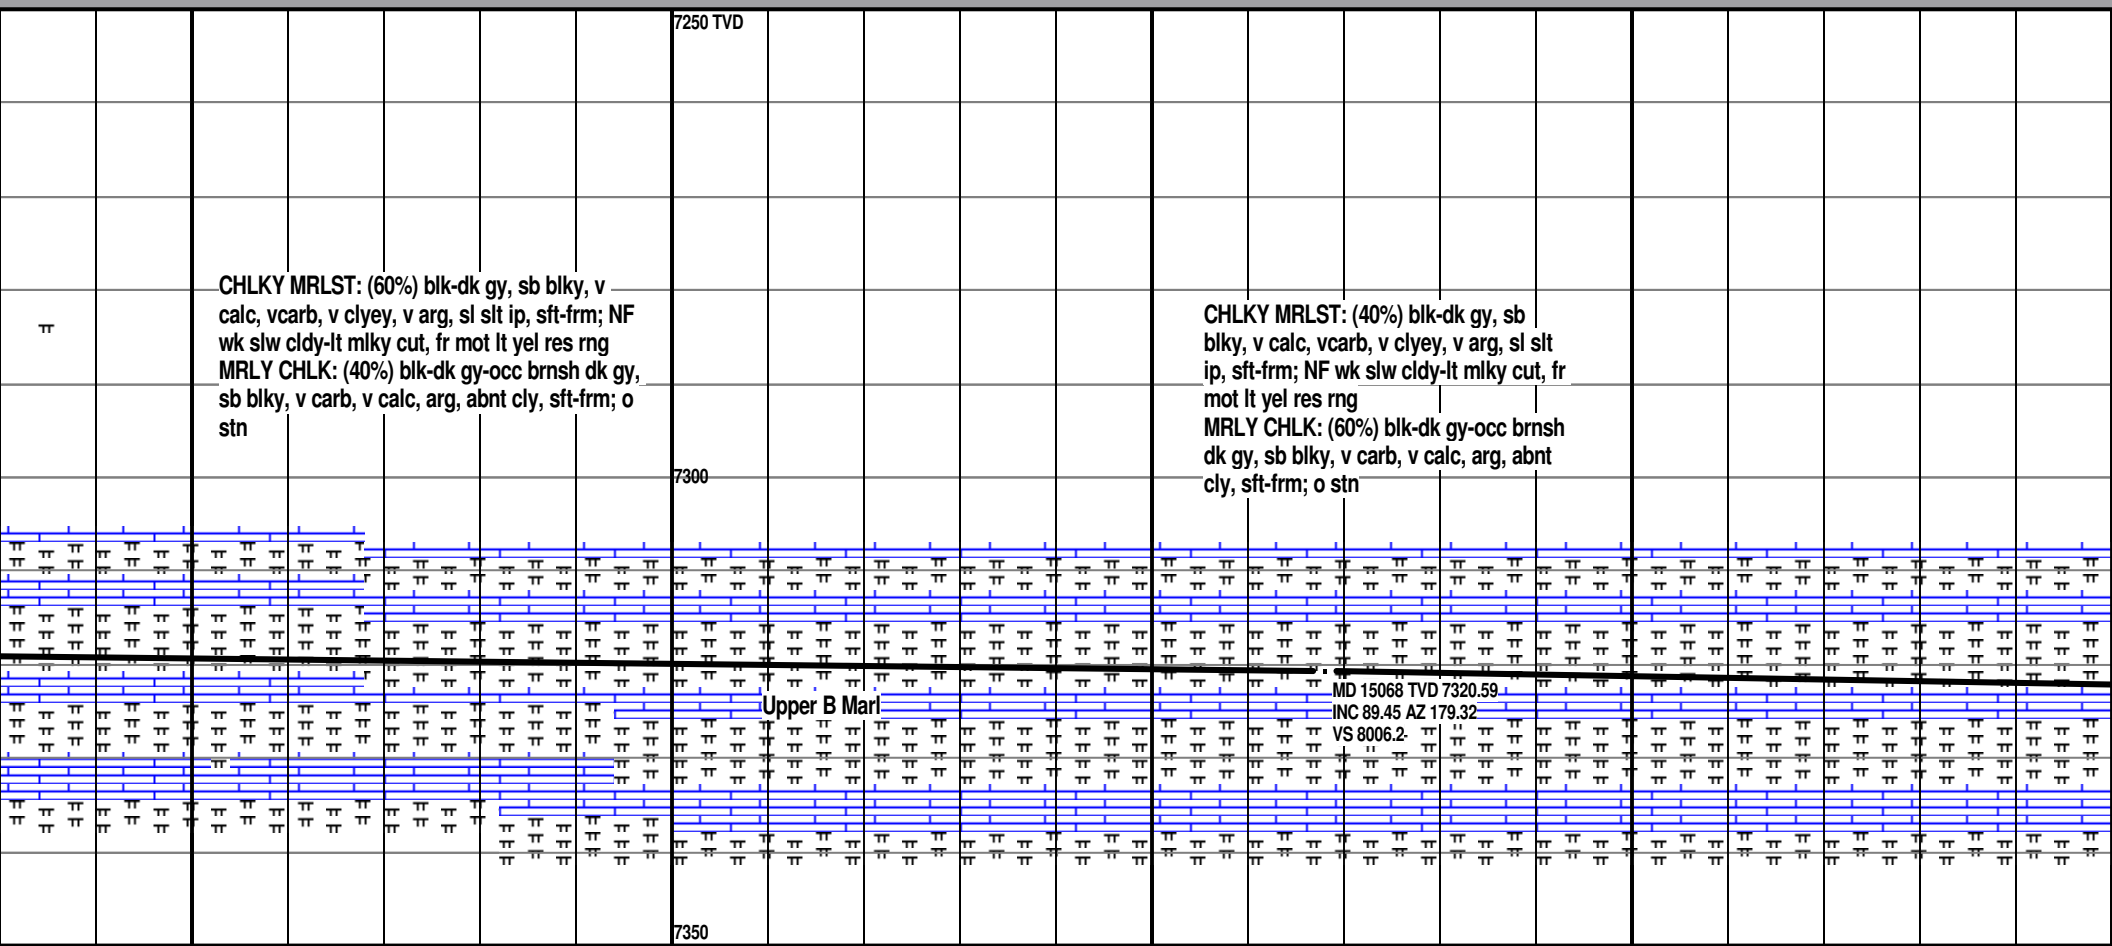 7250 TVD
CHLKY MRLST: (60%) blk-dk gy, sb blky, v
calc, vcarb, v clyey, v arg, sl slt ip, sft-frm; NF
wk slw cldy-lt mlky cut, fr mot lt yel res rng
MRLY CHLK: (40%) blk-dk gy-occ brnsh dk gy,
sb blky, v carb, v calc, arg, abnt cly, sft-frm; o
stn
CHLKY MRLST: (40%) blk-dk gy, sb
blky, v calc, vcarb, v clyey, v arg, sl slt
ip, sft-frm; NF wk slw cldy-lt mlky cut, fr
mot lt yel res rng
MRLY CHLK: (60%) blk-dk gy-occ brnsh
dk gy, sb blky, v carb, v calc, arg, abnt
cly, sft-frm; o stn
7300
Upper B Marl
MD 15068 TVD 7320.59
INC 89.45 AZ 179.32
VS 8006.2
7350